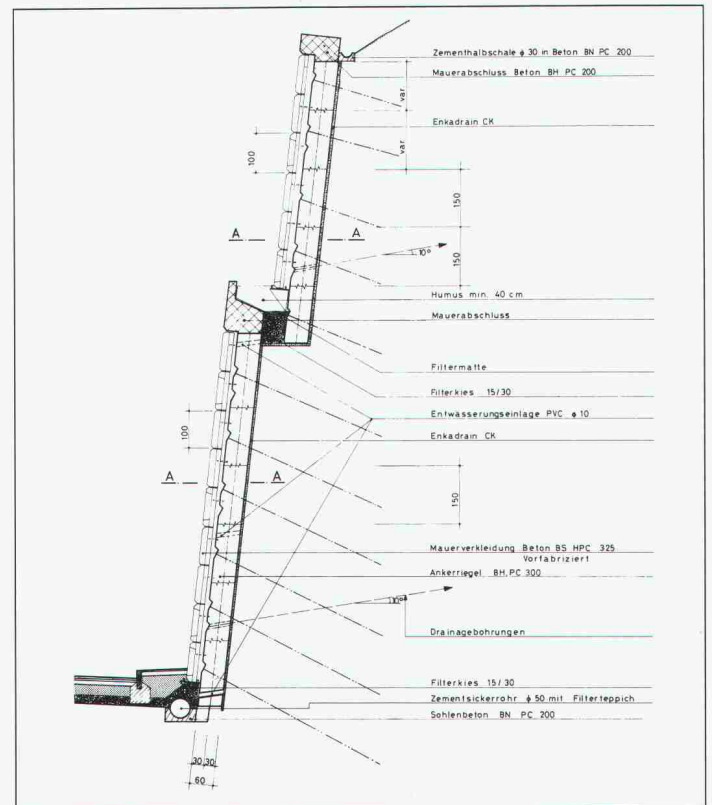 Zementhalbschale ϕ 30 in Beton BN PC 200
Mauerabschluss Beton BH PC 200
var.
Enkadrain CK
var.
100
150
A A
150
10°
Humus min. 40 cm
Mauerabschluss
Filtermatte
Filterkies 15/30
Entwässerungseinlage PVC ϕ 10
100
Enkadrain CK
A A
150
Mauerverkleidung Beton BS HPC 325
Vorfabriziert
Ankerriegel BH, PC 300
10°
Drainagebohrungen
Filterkies 15/30
Zementsickerrohr ϕ 50 mit Filterteppich
Sohlenbeton BN PC 200
30 30
60